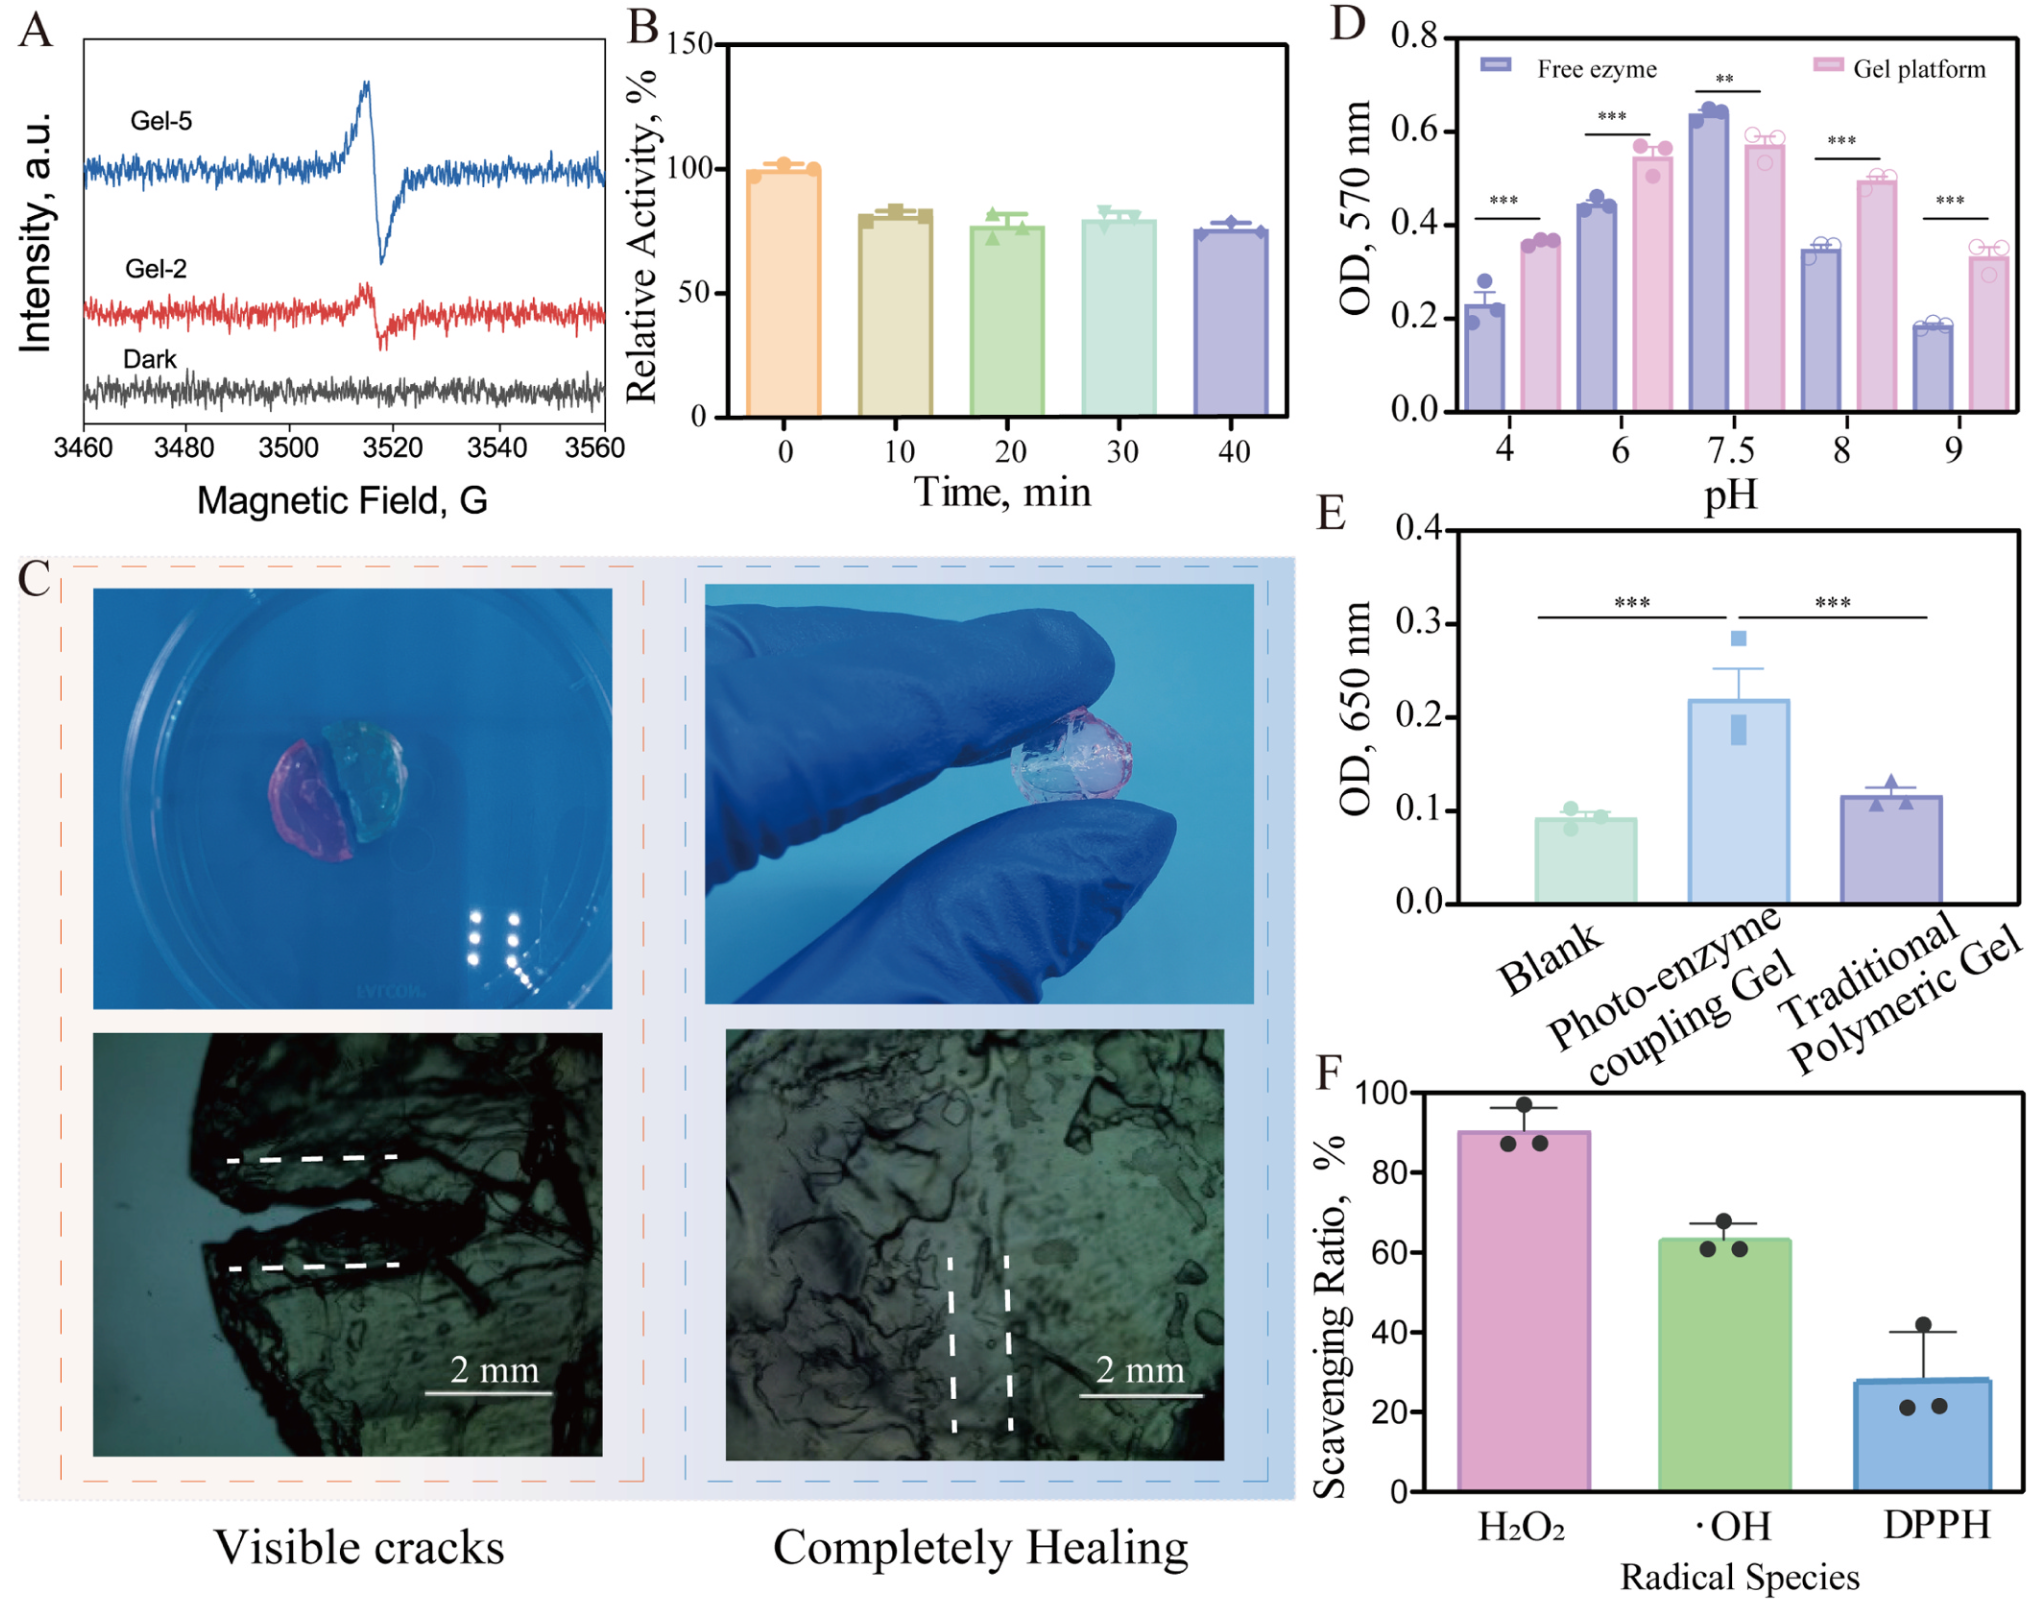 A
Intensity, a.u.
Gel-5
Gel-2
Dark
3460 3480 3500 3520 3540 3560
Magnetic Field, G
B
Relative Activity, %
150
100
50
0
0 10 20 30 40
Time, min
C
2 mm
2 mm
Visible cracks
Completely Healing
D
OD, 570 nm
0.8
0.6
0.4
0.2
0.0
Free ezyme
Gel platform
***
***
**
***
***
4 6 7.5 8 9
pH
E
OD, 650 nm
0.4
0.3
0.2
0.1
0.0
***
***
Blank
Photo-enzyme
coupling Gel
Traditional
Polymeric Gel
F
Scavenging Ratio, %
100
80
60
40
20
0
H₂O₂ ·OH DPPH
Radical Species